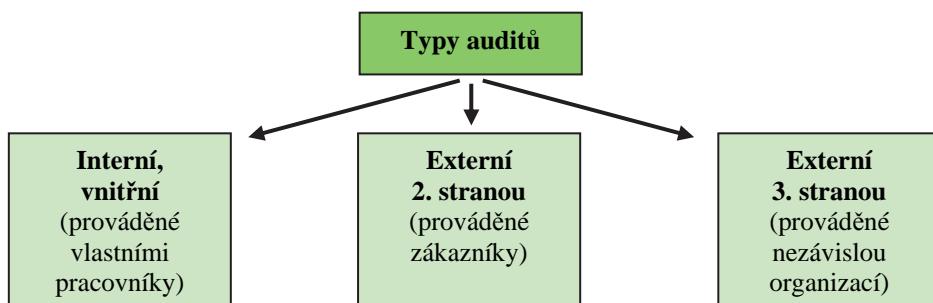 Typy auditů
Interní,
vnitřní
(prováděné
vlastními
pracovníky)
Externí
2. stranou
(prováděné
zákazníky)
Externí
3. stranou
(prováděné
nezávislou
organizací)